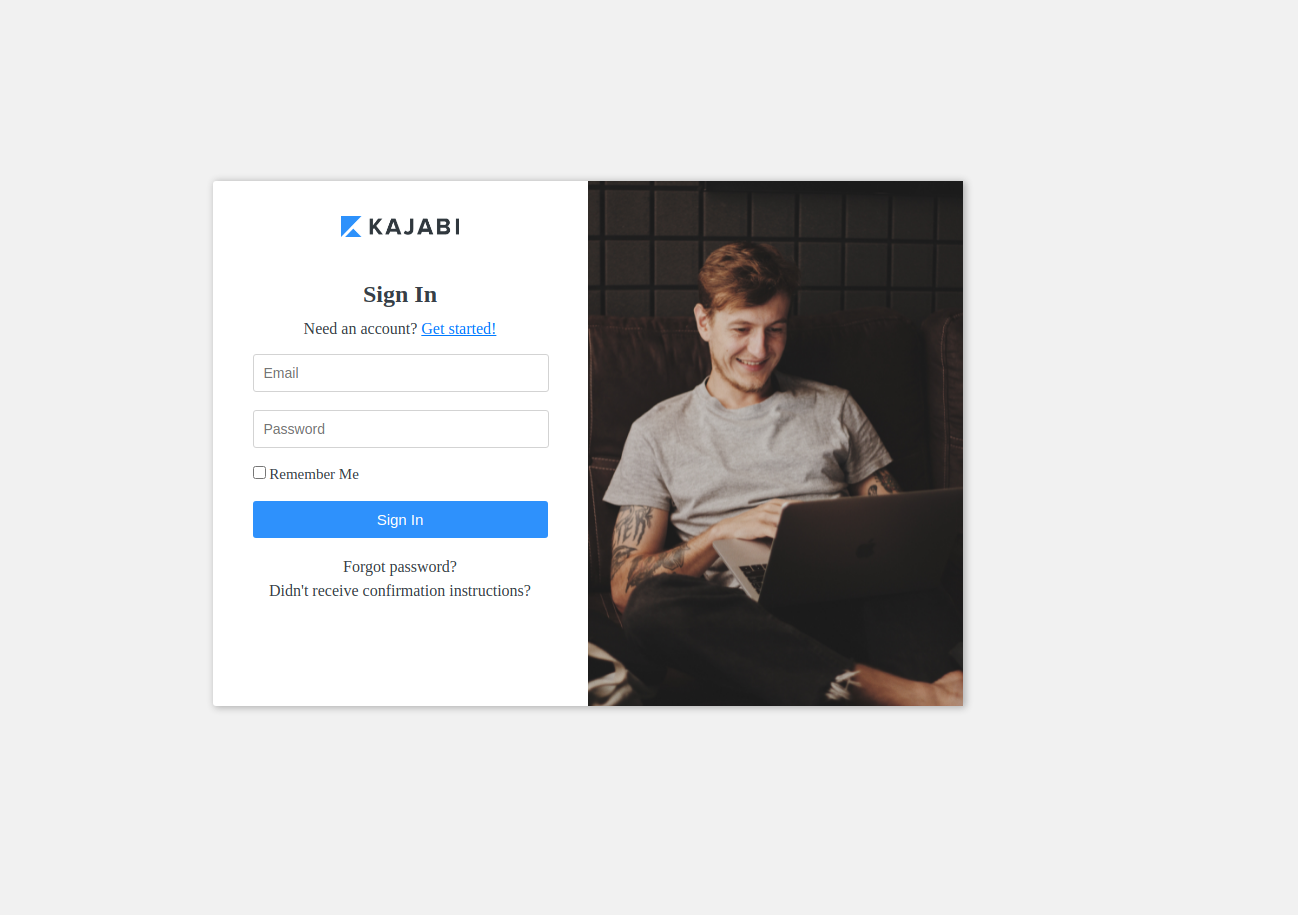 KAJABI
Sign In
Need an account? Get started!
Email
Password
Remember Me
Sign In
Forgot password?
Didn't receive confirmation instructions?